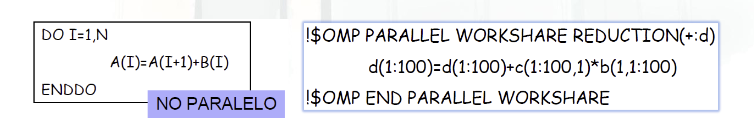 DO I=1,N
A(I)=A(I+1)+B(I)
ENDDO
NO PARALELO
!$OMP PARALLEL WORKSHARE REDUCTION(+:d)
d(1:100)=d(1:100)+c(1:100,1)*b(1,1:100)
!$OMP END PARALLEL WORKSHARE